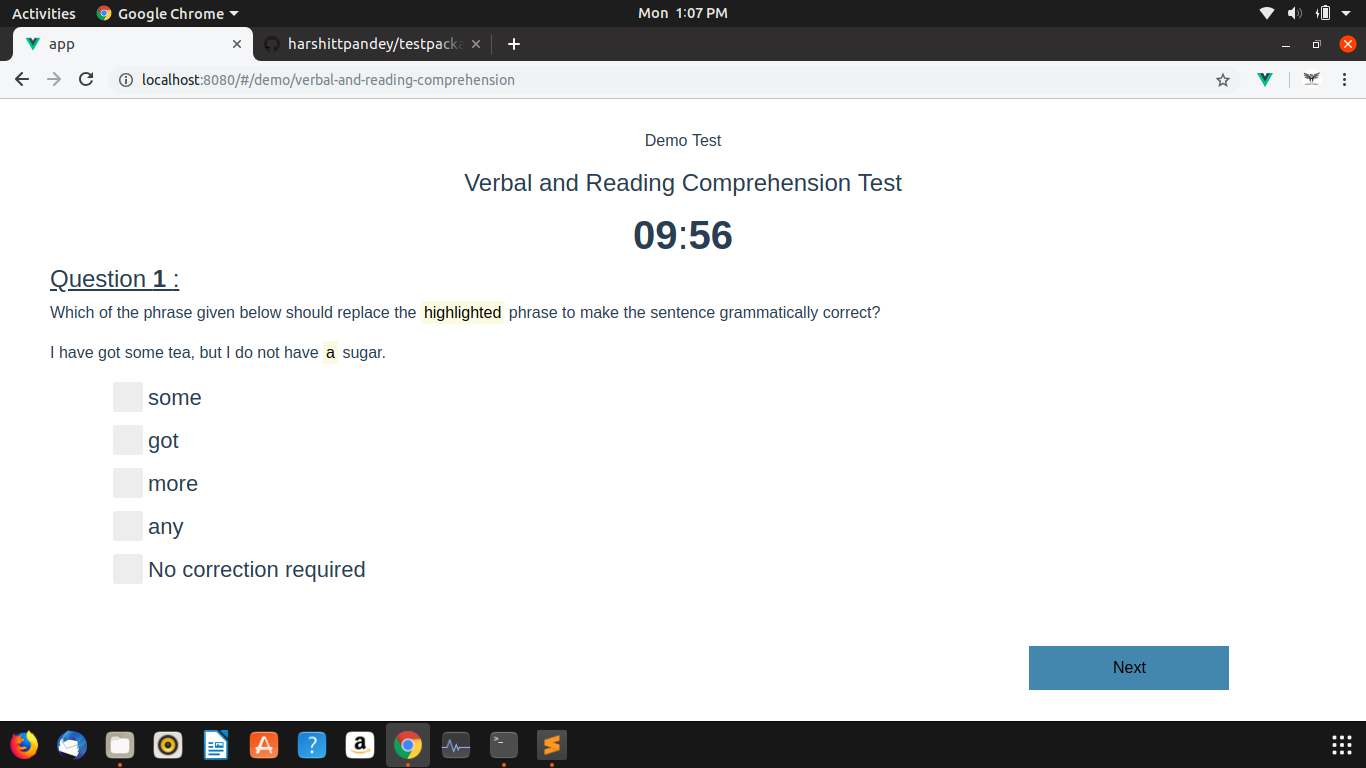 Activities Google Chrome Mon 1:07 PM
app harshittpandey/testpacka
localhost:8080/#/demo/verbal-and-reading-comprehension
Demo Test
Verbal and Reading Comprehension Test
09:56
Question 1 :
Which of the phrase given below should replace the highlighted phrase to make the sentence grammatically correct?
I have got some tea, but I do not have a sugar.
some
got
more
any
No correction required
Next